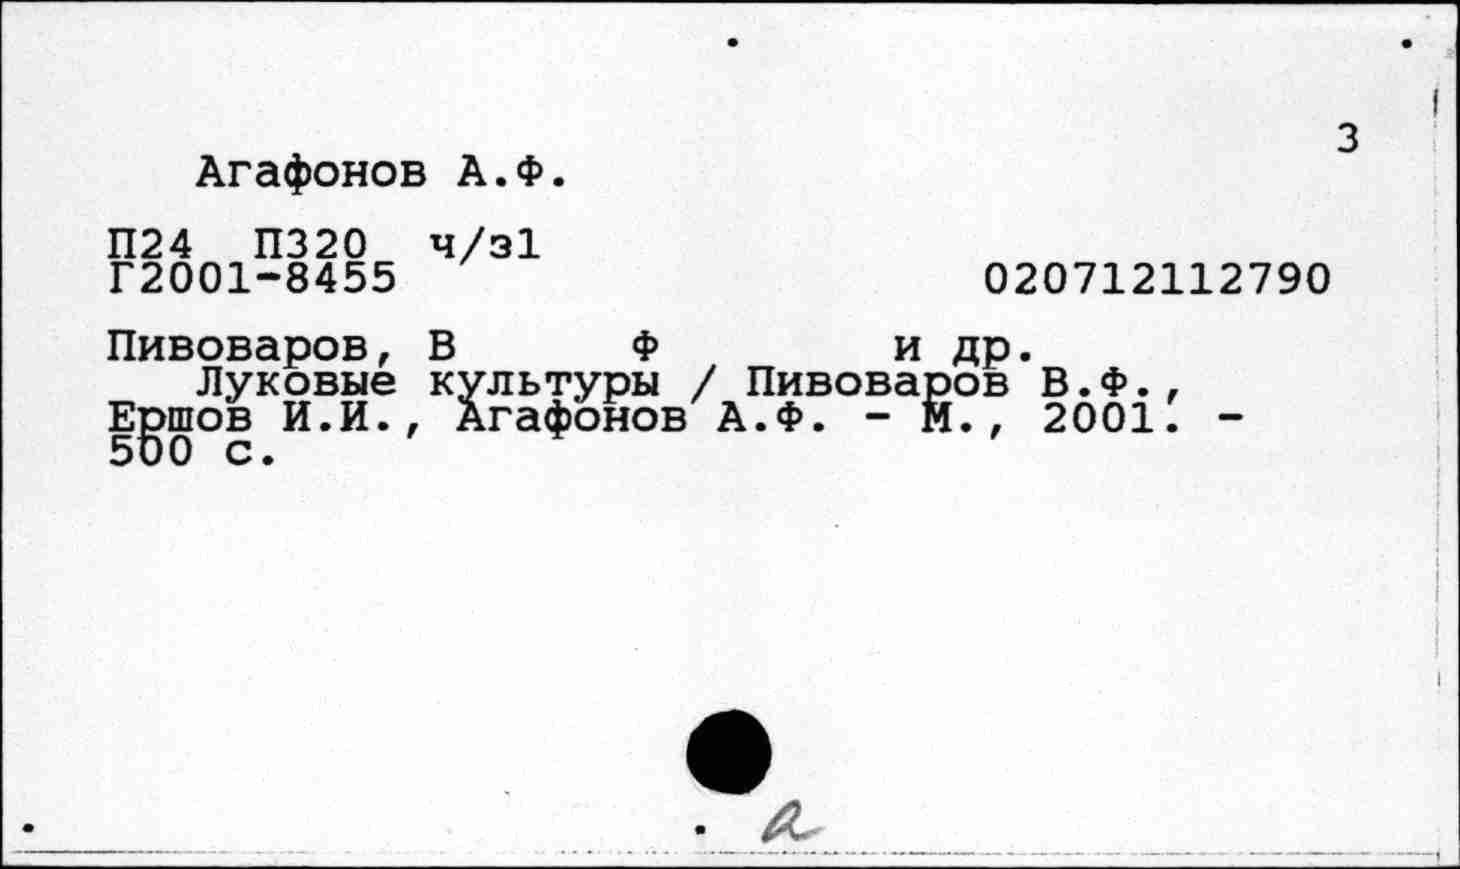 3
Агафонов А.Ф.
П24 П320 ч/з1
Г2001-8455 020712112790
Пивоваров, В Ф и др.
Луковые культуры / Пивоваров В.Ф.,
Ершов И.И., Агафонов А.Ф. - М., 2001. -
500 с.
а